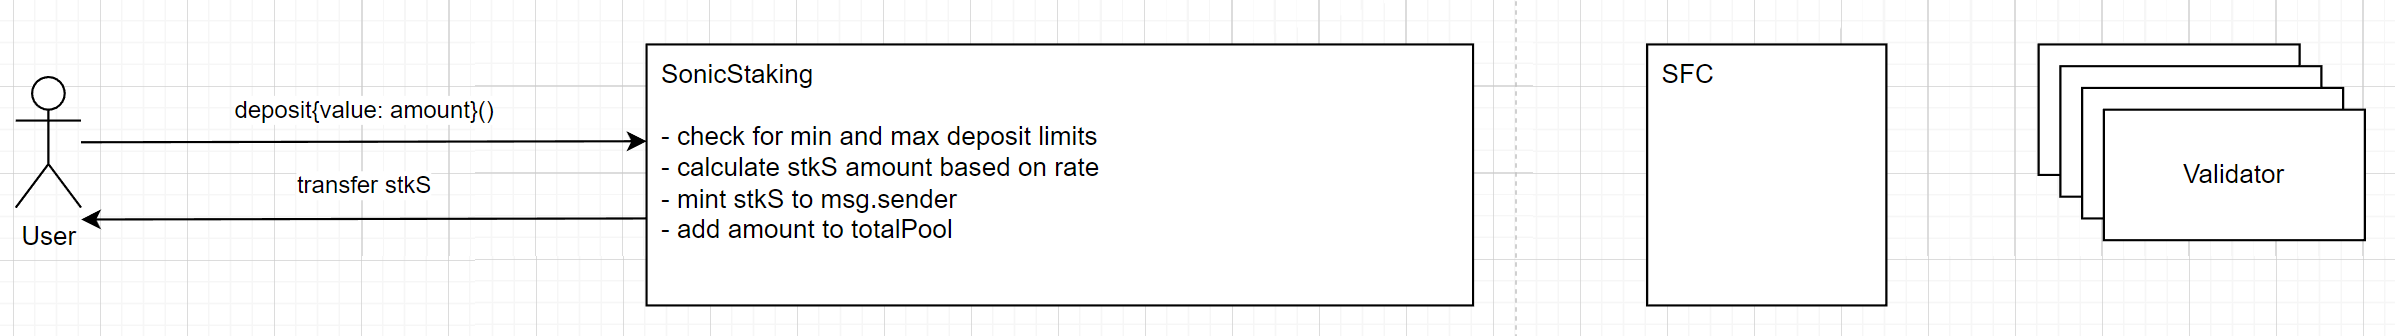 deposit{value: amount}()
transfer stkS
User
SonicStaking
- check for min and max deposit limits
- calculate stkS amount based on rate
- mint stkS to msg.sender
- add amount to totalPool
SFC
Validator